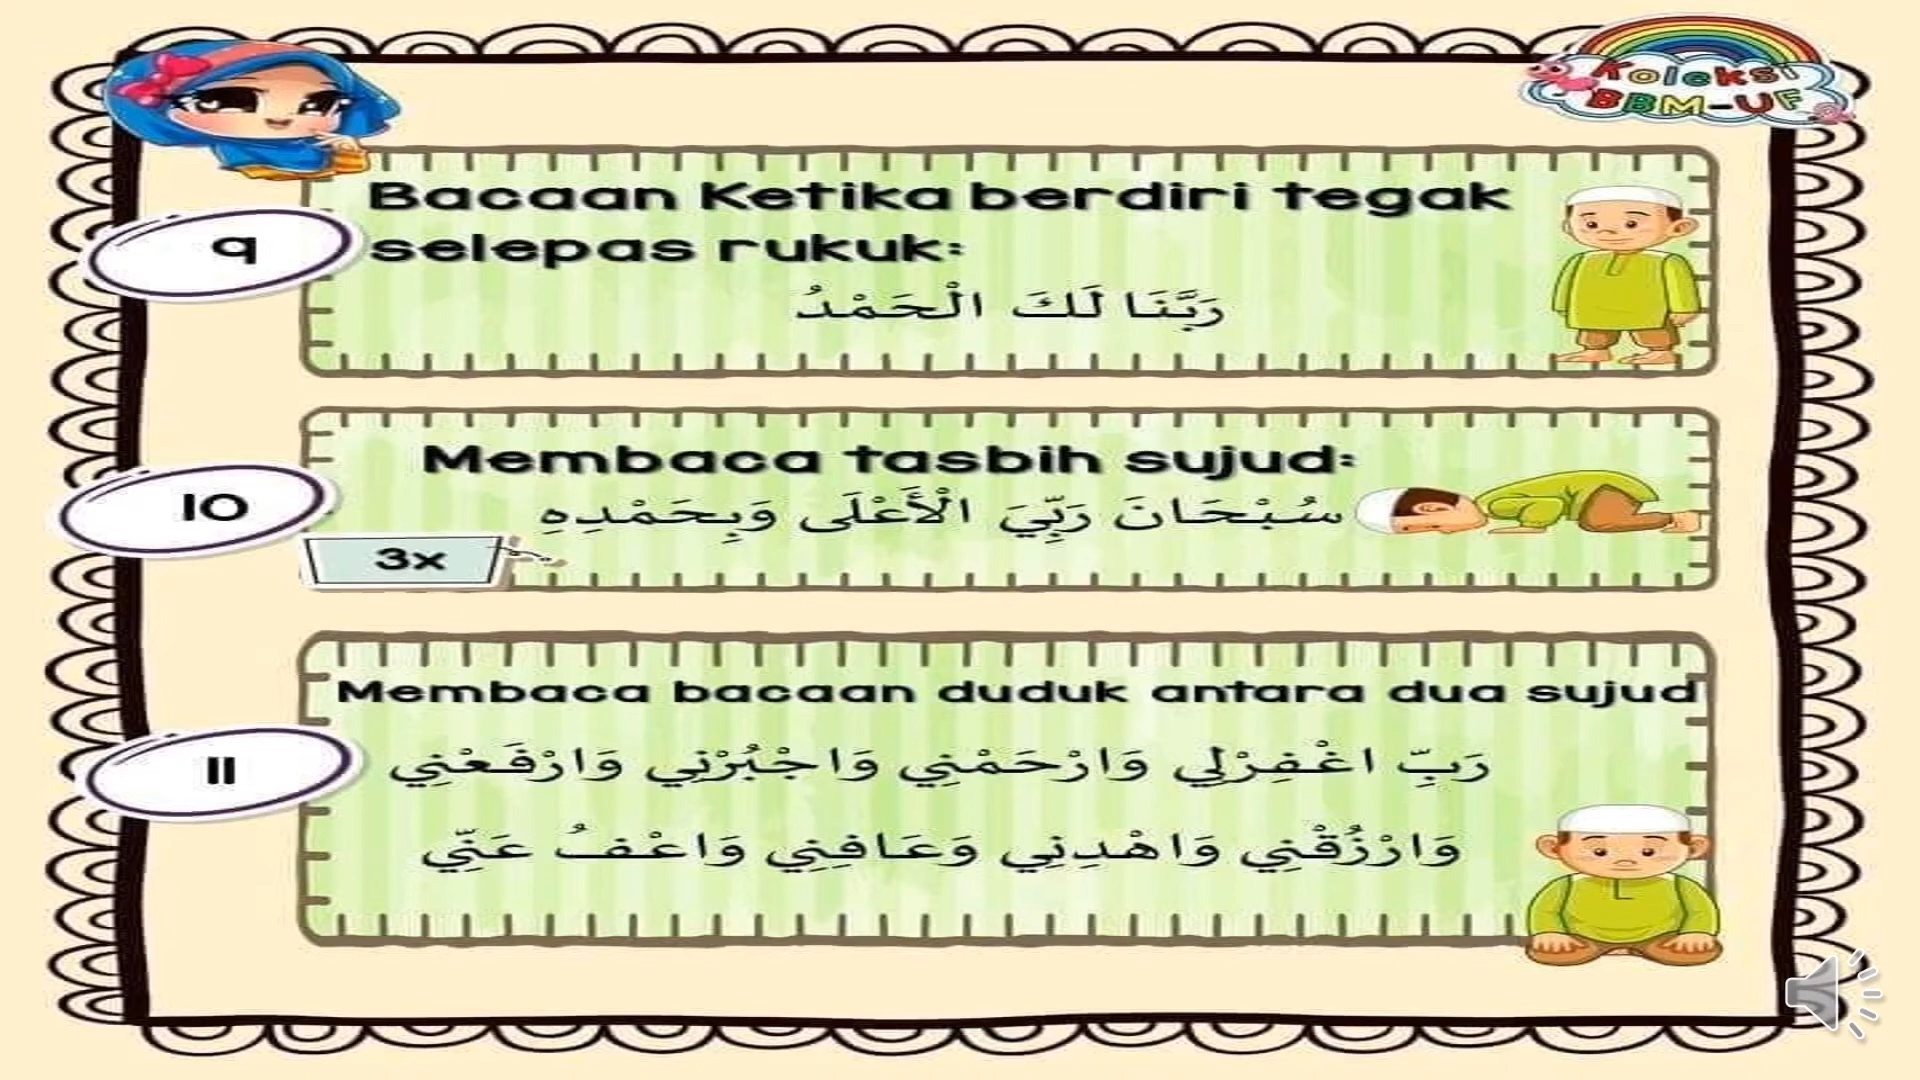 Koleksi
BBM-UF
9
Bacaan Ketika berdiri tegak
selepas rukuk:
رَبَّنَا لَكَ الْحَمْدُ
10
Membaca tasbih sujud:
سُبْحَانَ رَبِّيَ الْأَعْلَى وَبِحَمْدِهِ
3x
11
Membaca bacaan duduk antara dua sujud
رَبِّ اغْفِرْلِي وَارْحَمْنِي وَاجْبُرْنِي وَارْفَعْنِي
وَارْزُقْنِي وَاهْدِنِي وَعَافِنِي وَاعْفُ عَنِّي